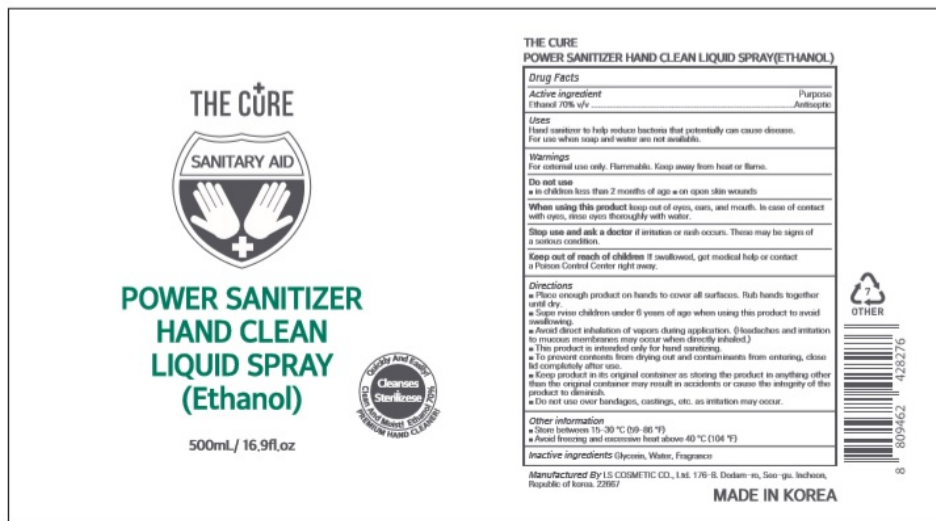 THE CURE
SANITARY AID
POWER SANITIZER
HAND CLEAN
LIQUID SPRAY
(Ethanol)
500mL/ 16.9fl.oz
Quickly And Easily!
Cleanses
+
Sterilizese
Clean And Moist! Ethanol 70%
PREMIUM HAND CLEANER!
THE CURE
POWER SANITIZER HAND CLEAN LIQUID SPRAY(ETHANOL)
Drug Facts
Active ingredient Purpose
Ethanol 70% v/v ........ Antiseptic
Uses
Hand sanitizer to help reduce bacteria that potentially can cause disease.
For use when soap and water are not available.
Warnings
For external use only. Flammable. Keep away from heat or flame.
Do not use
▪ in children less than 2 months of age ▪ on open skin wounds
When using this product keep out of eyes, ears, and mouth. In case of contact
with eyes, rinse eyes thoroughly with water.
Stop use and ask a doctor if irritation or rash occurs. These may be signs of
a serious condition.
Keep out of reach of children If swallowed, get medical help or contact
a Poison Control Center right away.
Directions
▪ Place enough product on hands to cover all surfaces. Rub hands together
until dry.
▪ Supe rvise children under 6 years of age when using this product to avoid
swallowing.
▪ Avoid direct inhalation of vapors during application. (Headaches and irritation
to mucous membranes may occur when directly inhaled.)
▪ This product is intended only for hand sanitizing.
▪ To prevent contents from drying out and contaminants from entering, close
lid completely after use.
▪ Keep product in its original container as storing the product in anything other
than the original container may result in accidents or cause the integrity of the
product to diminish.
▪ Do not use over bandages, castings, etc. as irritation may occur.
Other information
▪ Store between 15-30 °C (59-86 °F)
▪ Avoid freezing and excessive heat above 40 °C (104 °F)
Inactive ingredients Glycerin, Water, Fragrance
Manufactured By LS COSMETIC CO., Ltd. 176-8. Dodam-ro, Seo-gu. Incheon,
Republic of korea. 22667
MADE IN KOREA
7
OTHER
8 809462 428276